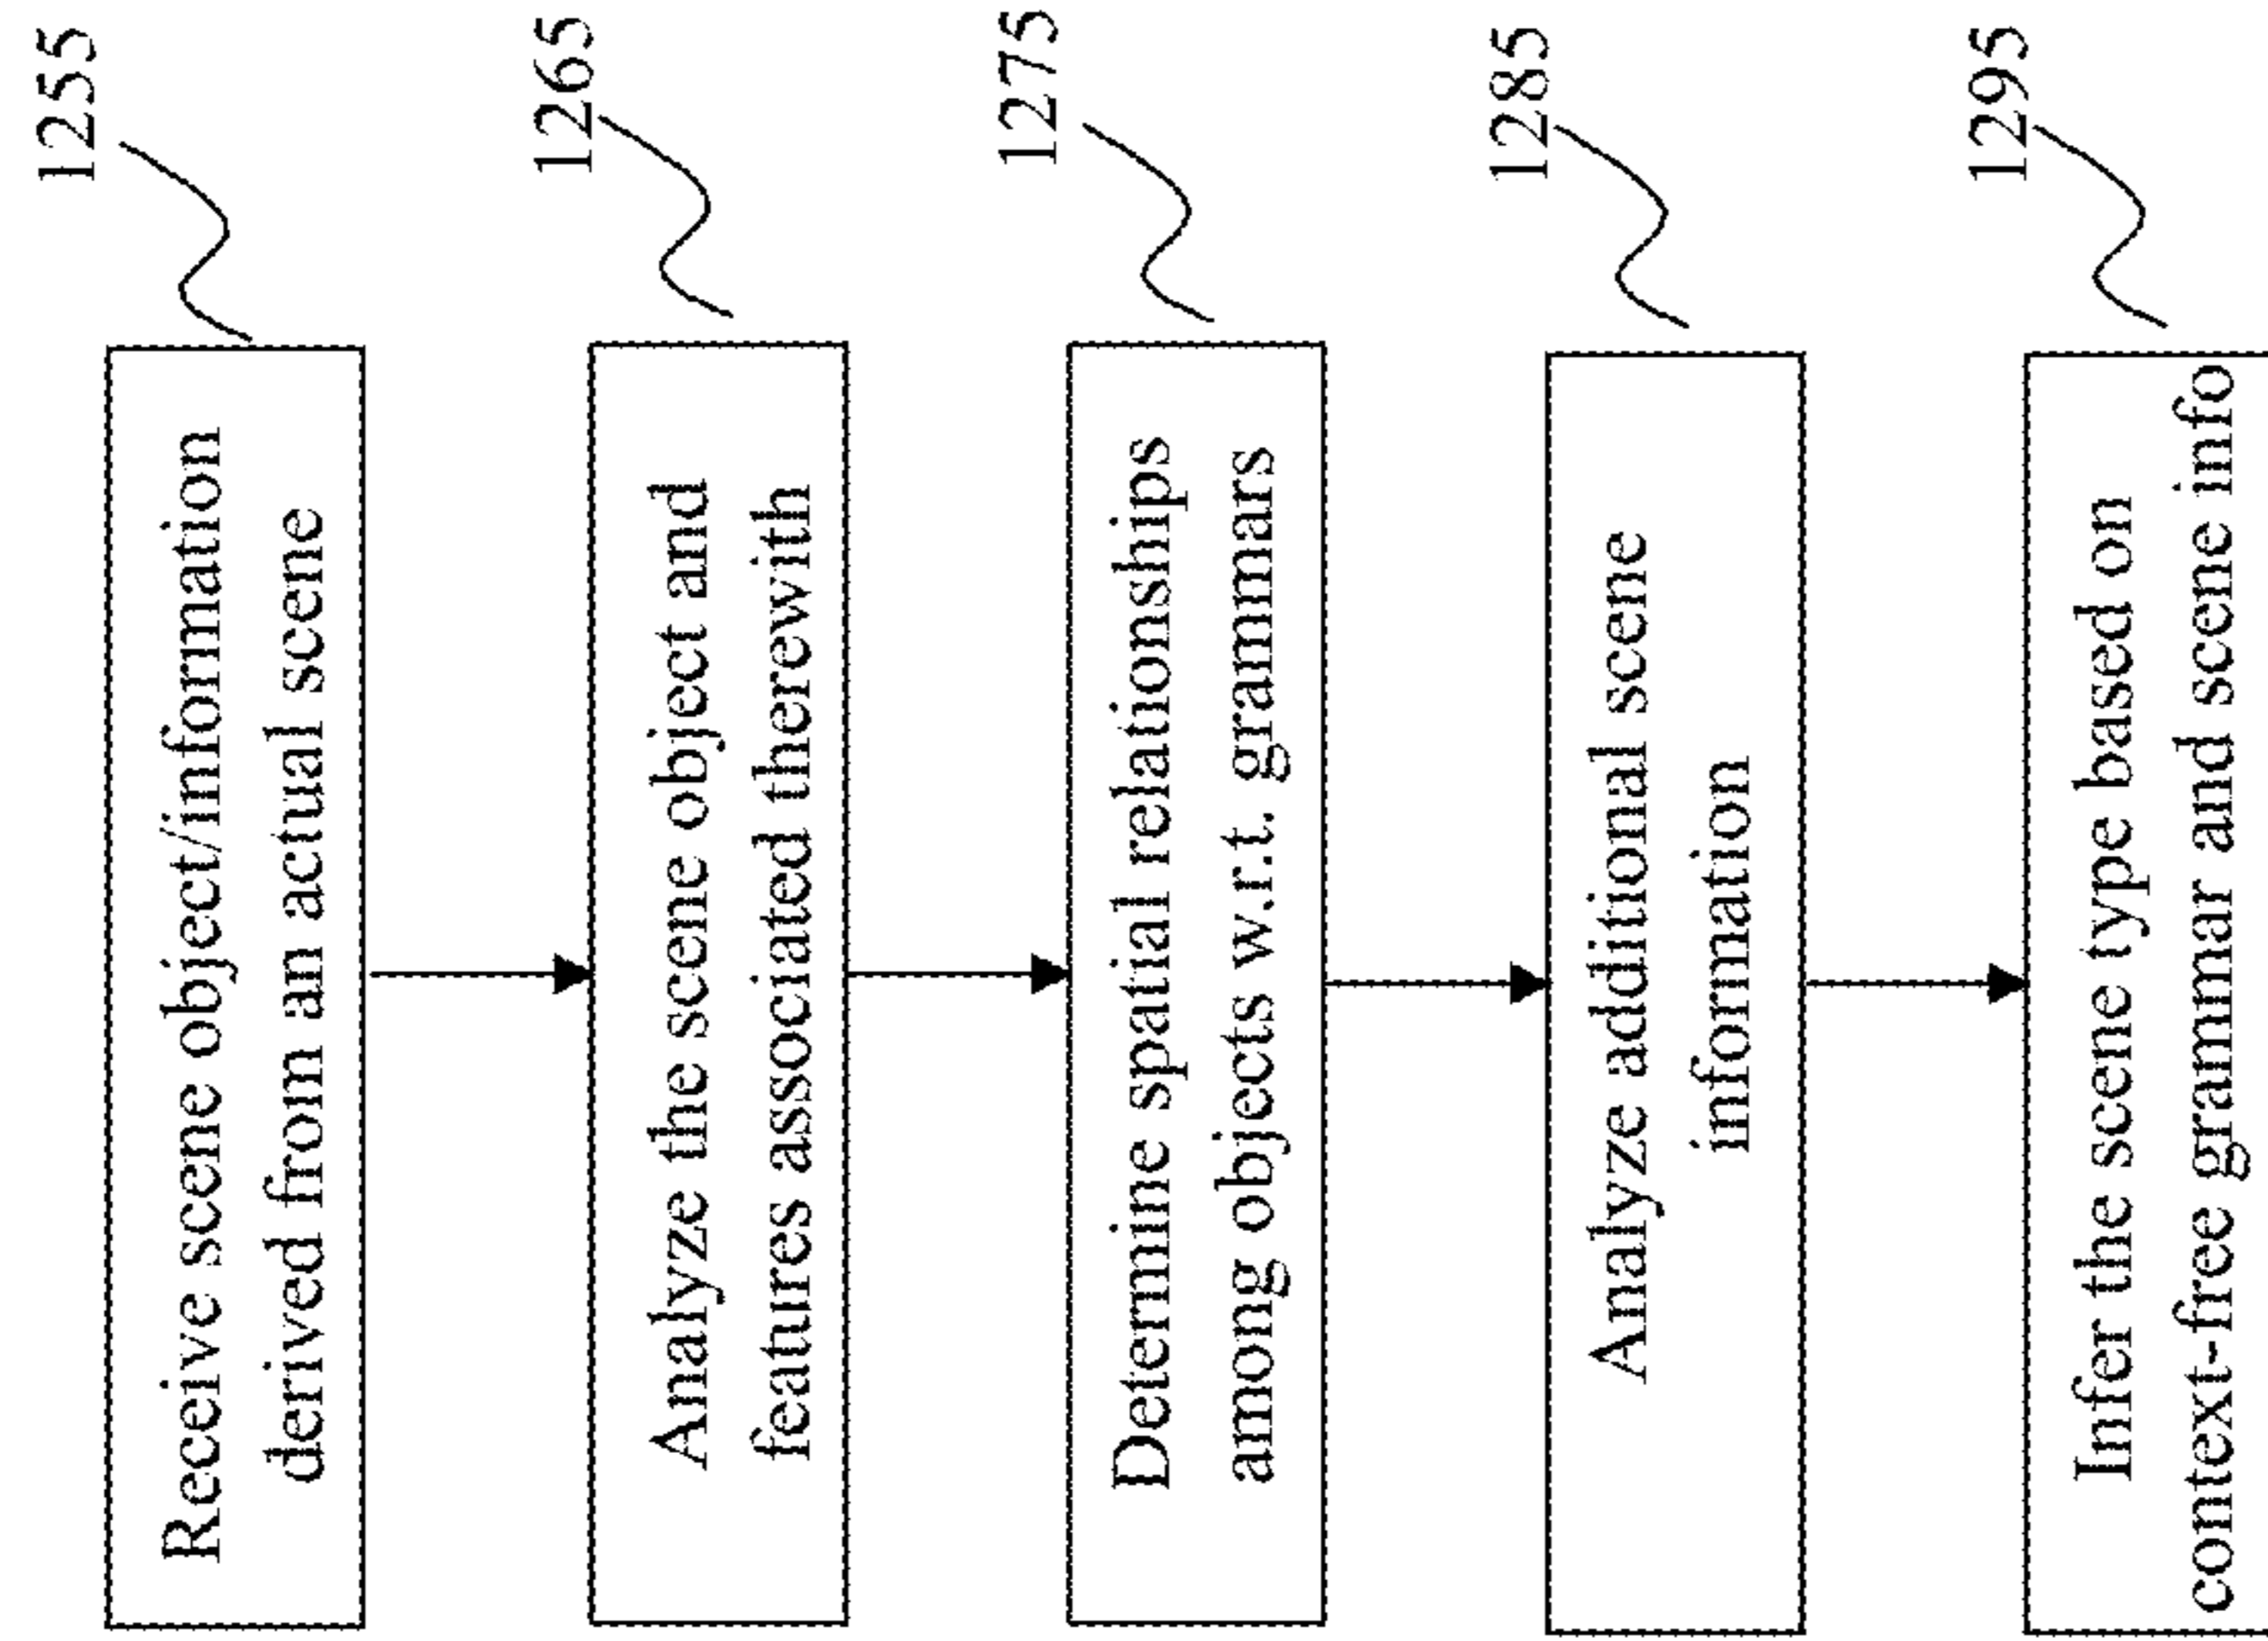 1255
Receive scene object/information
derived from an actual scene
1265
Analyze the scene object and
features associated therewith
1275
Determine spatial relationships
among objects w.r.t. grammars
1285
Analyze additional scene
information
1295
Infer the scene type based on
context-free grammar and scene info